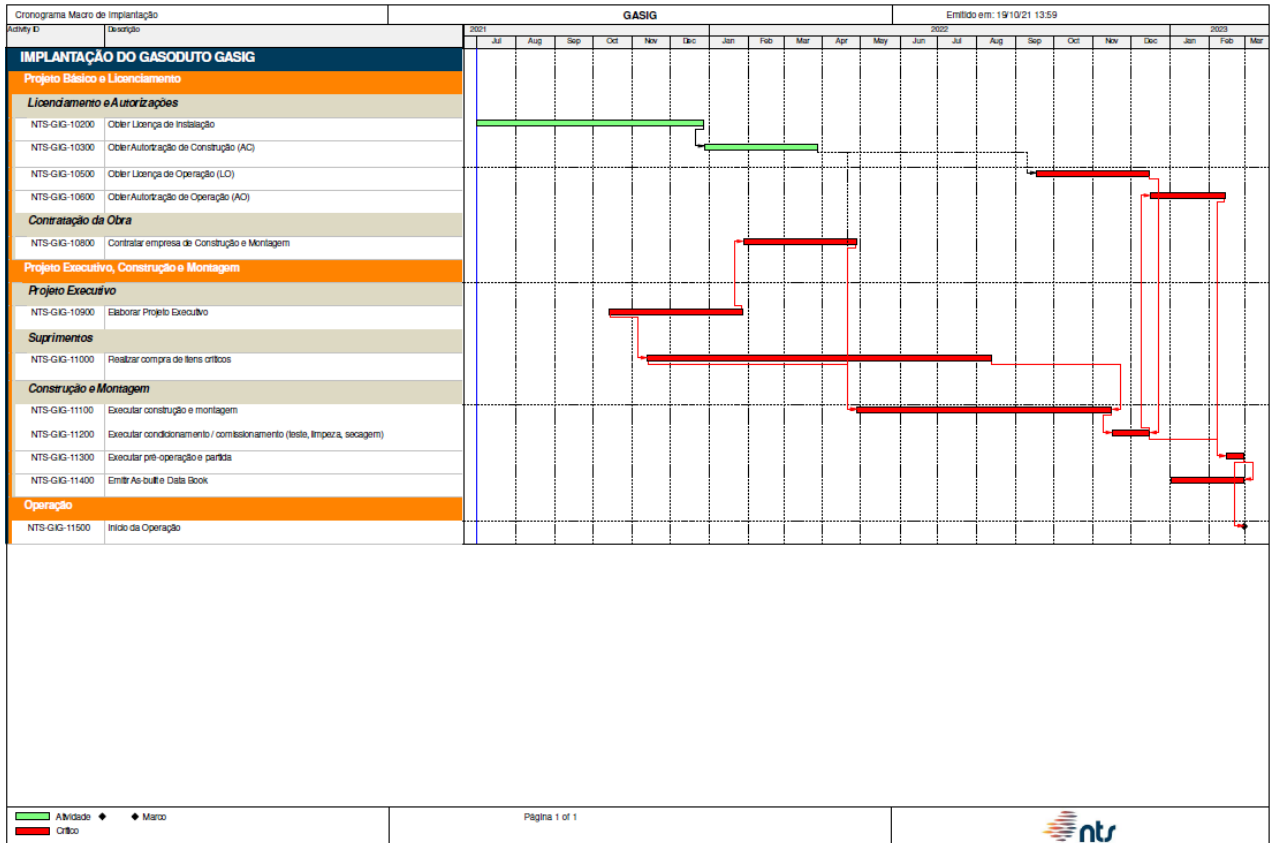 Cronograma Macro de Implantação GASIG Emitido em: 19/10/21 13:59
Activity ID Descrição 2021 2022 2023
Jul Aug Sep Oct Nov Dec Jan Feb Mar Apr May Jun Jul Aug Sep Oct Nov Dec Jan Feb Mar
IMPLANTAÇÃO DO GASODUTO GASIG
Projeto Básico e Licenciamento
Licenciamento e Autorizações
NTS-GIG-10200 Obter Licença de Instalação
NTS-GIG-10300 Obter Autorização de Construção (AC)
NTS-GIG-10500 Obter Licença de Operação (LO)
NTS-GIG-10600 Obter Autorização de Operação (AO)
Contratação da Obra
NTS-GIG-10800 Contratar empresa de Construção e Montagem
Projeto Executivo, Construção e Montagem
Projeto Executivo
NTS-GIG-10900 Elaborar Projeto Executivo
Suprimentos
NTS-GIG-11000 Realizar compra de itens críticos
Construção e Montagem
NTS-GIG-11100 Executar construção e montagem
NTS-GIG-11200 Executar condicionamento / comissionamento (teste, limpeza, secagem)
NTS-GIG-11300 Executar pré-operação e partida
NTS-GIG-11400 Emitir As-built e Data Book
Operação
NTS-GIG-11500 Início da Operação
Atividade Marco
Crítico
Página 1 of 1
nts